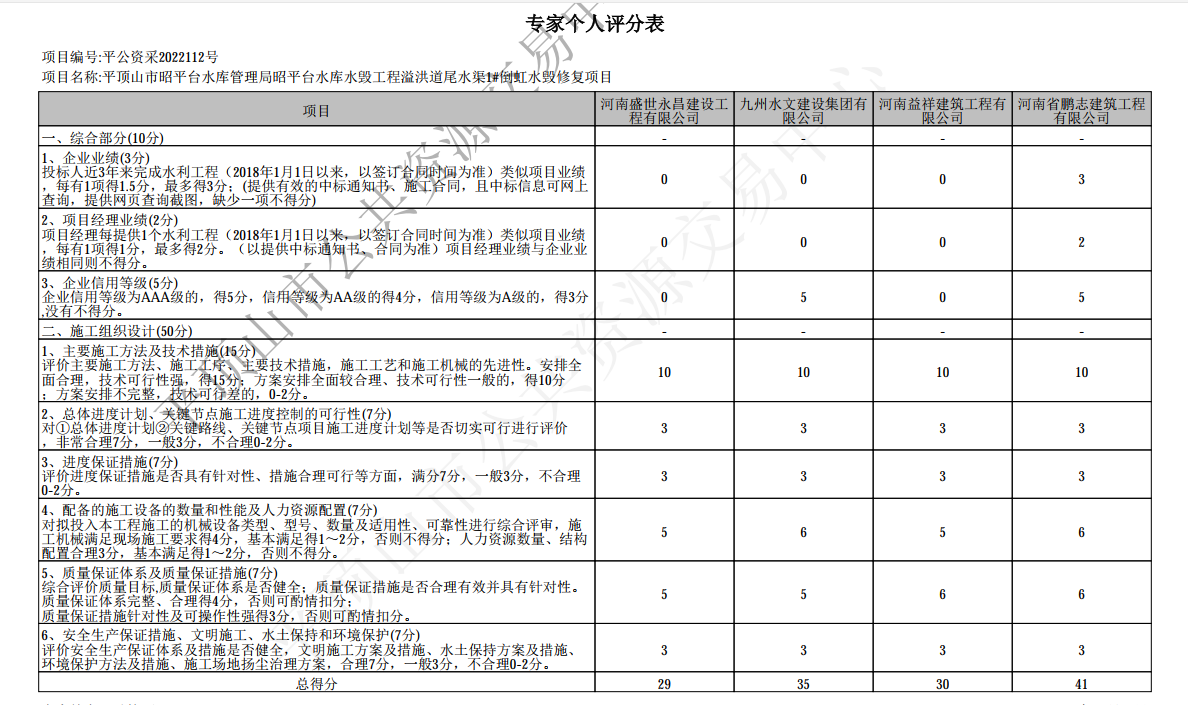 专家个人评分表
项目编号:平公资采2022112号
项目名称:平顶山市昭平台水库管理局昭平台水库水毁工程溢洪道尾水渠1#倒虹水毁修复项目
项目 河南盛世永昌建设工程有限公司 九州水文建设集团有限公司 河南益祥建筑工程有限公司 河南省鹏志建筑工程有限公司
一、综合部分(10分) - - - -
1、企业业绩(3分)
投标人近3年来完成水利工程（2018年1月1日以来，以签订合同时间为准）类似项目业绩
，每有1项得1.5分，最多得3分；(提供有效的中标通知书、施工合同，且中标信息可网上
查询，提供网页查询截图，缺少一项不得分)
0 0 0 3
2、项目经理业绩(2分)
项目经理每提供1个水利工程（2018年1月1日以来，以签订合同时间为准）类似项目业绩
，每有1项得1分，最多得2分。（以提供中标通知书、合同为准）项目经理业绩与企业业
绩相同则不得分。
0 0 0 2
3、企业信用等级(5分)
企业信用等级为AAA级的，得5分，信用等级为AA级的得4分，信用等级为A级的，得3分
,没有不得分。
0 5 0 5
二、施工组织设计(50分) - - - -
1、主要施工方法及技术措施(15分)
评价主要施工方法、施工工序、主要技术措施，施工工艺和施工机械的先进性。安排全
面合理，技术可行性强，得15分；方案安排全面较合理、技术可行性一般的，得10分
；方案安排不完整，技术可行差的，0-2分。
10 10 10 10
2、总体进度计划、关键节点施工进度控制的可行性(7分)
对①总体进度计划②关键路线、关键节点项目施工进度计划等是否切实可行进行评价
，非常合理7分，一般3分，不合理0-2分。
3 3 3 3
3、进度保证措施(7分)
评价进度保证措施是否具有针对性、措施合理可行等方面，满分7分，一般3分，不合理
0-2分。
3 3 3 3
4、配备的施工设备的数量和性能及人力资源配置(7分)
对拟投入本工程施工的机械设备类型、型号、数量及适用性、可靠性进行综合评审，施
工机械满足现场施工要求得4分，基本满足得1～2分，否则不得分；人力资源数量、结构
配置合理3分，基本满足得1～2分，否则不得分。
5 6 5 6
5、质量保证体系及质量保证措施(7分)
综合评价质量目标,质量保证体系是否健全；质量保证措施是否合理有效并具有针对性。
质量保证体系完整、合理得4分，否则可酌情扣分；
质量保证措施针对性及可操作性强得3分，否则可酌情扣分。
5 5 6 6
6、安全生产保证措施、文明施工、水土保持和环境保护(7分)
评价安全生产保证体系及措施是否健全，文明施工方案及措施、水土保持方案及措施、
环境保护方法及措施、施工场地扬尘治理方案，合理7分，一般3分，不合理0-2分。
3 3 3 3
总得分 29 35 30 41
平顶山市公共资源交易中
平顶山市公共资源交易中心